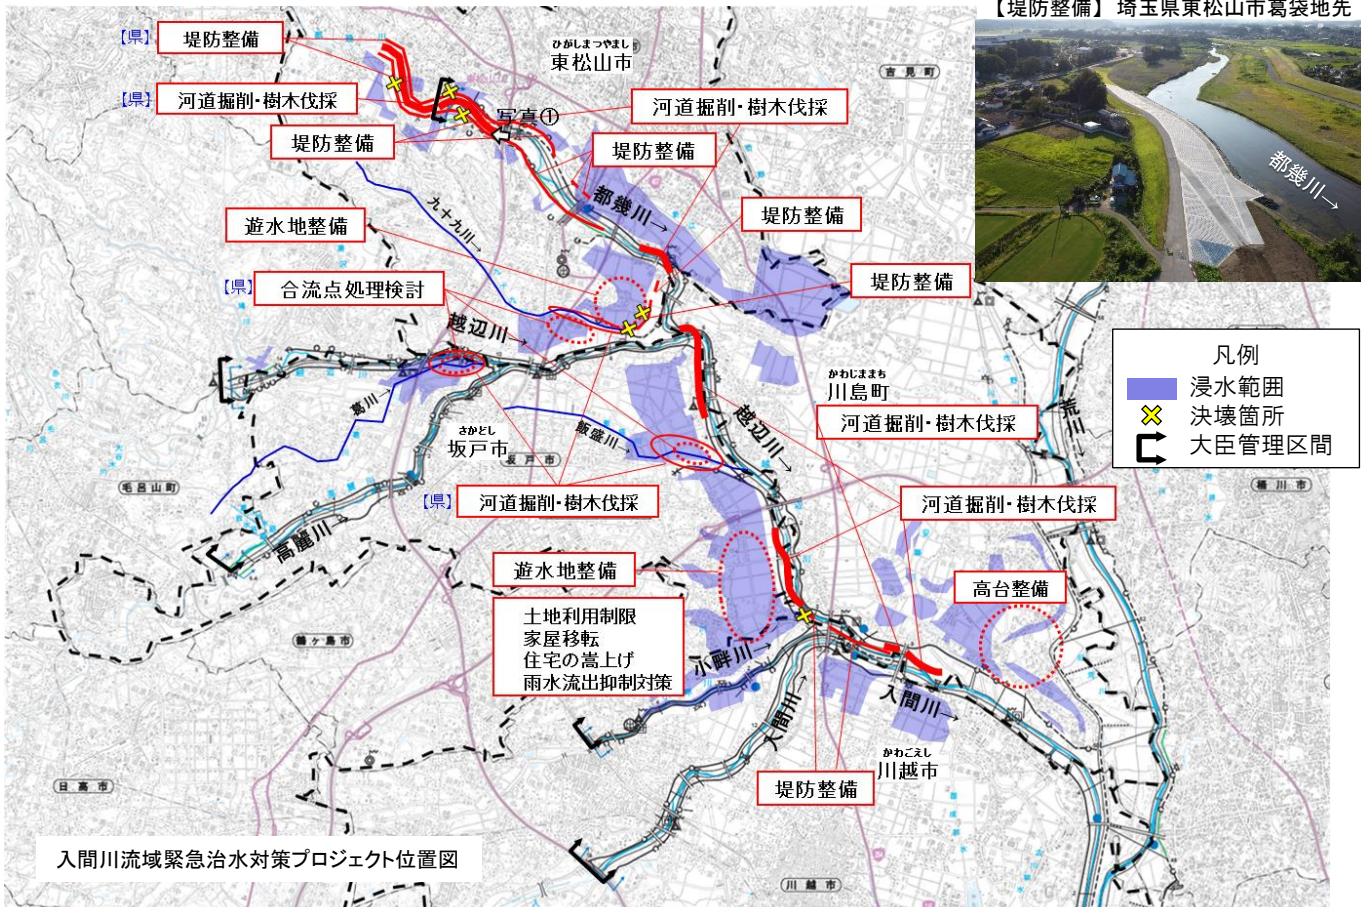 【堤防整備】埼玉県東松山市葛袋地先
【県】
堤防整備
ひがしまつやまし
東松山市
吉見町
【県】
河道掘削・樹木伐採
写真①
河道掘削・樹木伐採
堤防整備
堤防整備
都幾川→
都幾川→
九十九川→
遊水地整備
堤防整備
【県】
合流点処理検討
堤防整備
越辺川→
凡例
浸水範囲
決壊箇所
大臣管理区間
かわじままち
川島町
荒川→
葛川→
さかどし
坂戸市
坂戸市
飯盛川→
越辺川→
河道掘削・樹木伐採
毛呂山町
桶川市
【県】
河道掘削・樹木伐採
河道掘削・樹木伐採
高麗川→
遊水地整備
高台整備
土地利用制限
家屋移転
住宅の嵩上げ
雨水流出抑制対策
鶴ヶ島市
小畔川→
入間川→
入間川→
かわごえし
川越市
日高市
堤防整備
入間川流域緊急治水対策プロジェクト位置図
川越市